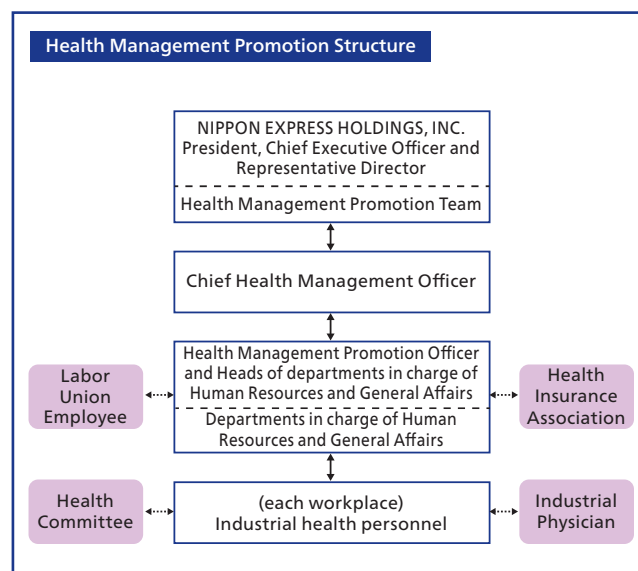 Health Management Promotion Structure
NIPPON EXPRESS HOLDINGS, INC.
President, Chief Executive Officer and
Representative Director
Health Management Promotion Team
Chief Health Management Officer
Health Management Promotion Officer
and Heads of departments in charge of
Human Resources and General Affairs
Departments in charge of Human
Resources and General Affairs
Labor
Union
Employee
Health
Insurance
Association
(each workplace)
Industrial health personnel
Health
Committee
Industrial
Physician